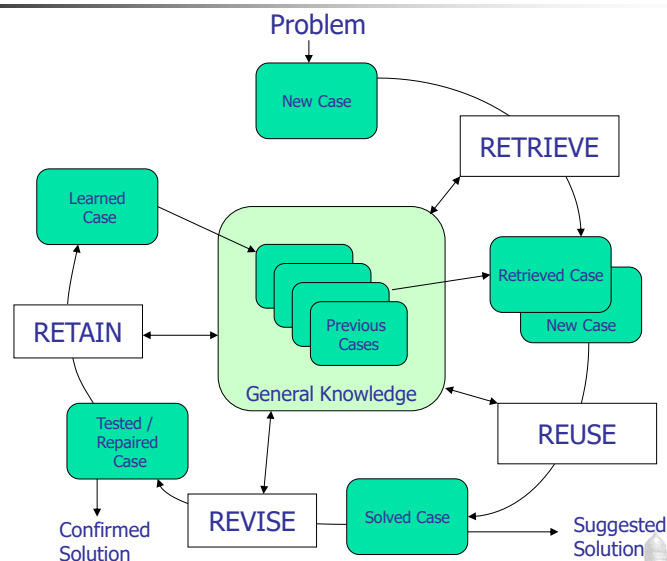 Problem
New Case
RETRIEVE
Learned
Case
Retrieved Case
New Case
Previous
Cases
RETAIN
General Knowledge
REUSE
Tested /
Repaired
Case
REVISE
Solved Case
Confirmed
Solution
Suggested
Solution